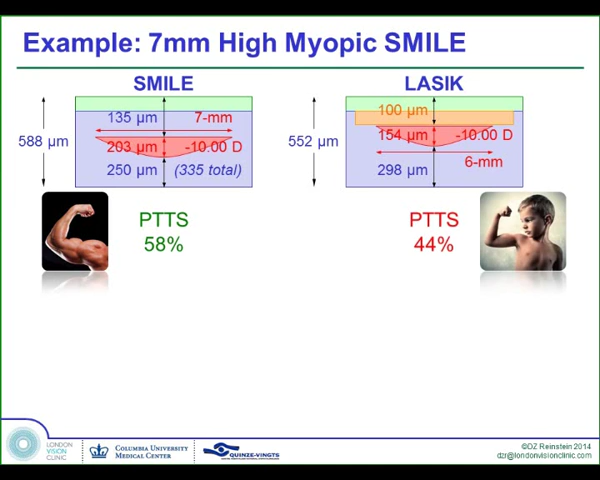 Example: 7mm High Myopic SMILE
SMILE
588 µm
135 µm
7-mm
203 µm
-10.00 D
250 µm
(335 total)
PTTS
58%
LASIK
552 µm
100 µm
154 µm
-10.00 D
6-mm
298 µm
PTTS
44%
LONDON
VISION
CLINIC
COLUMBIA UNIVERSITY
MEDICAL CENTER
QUINZE-VINGTS
©DZ Reinstein 2014
dzr@londonvisionclinic.com